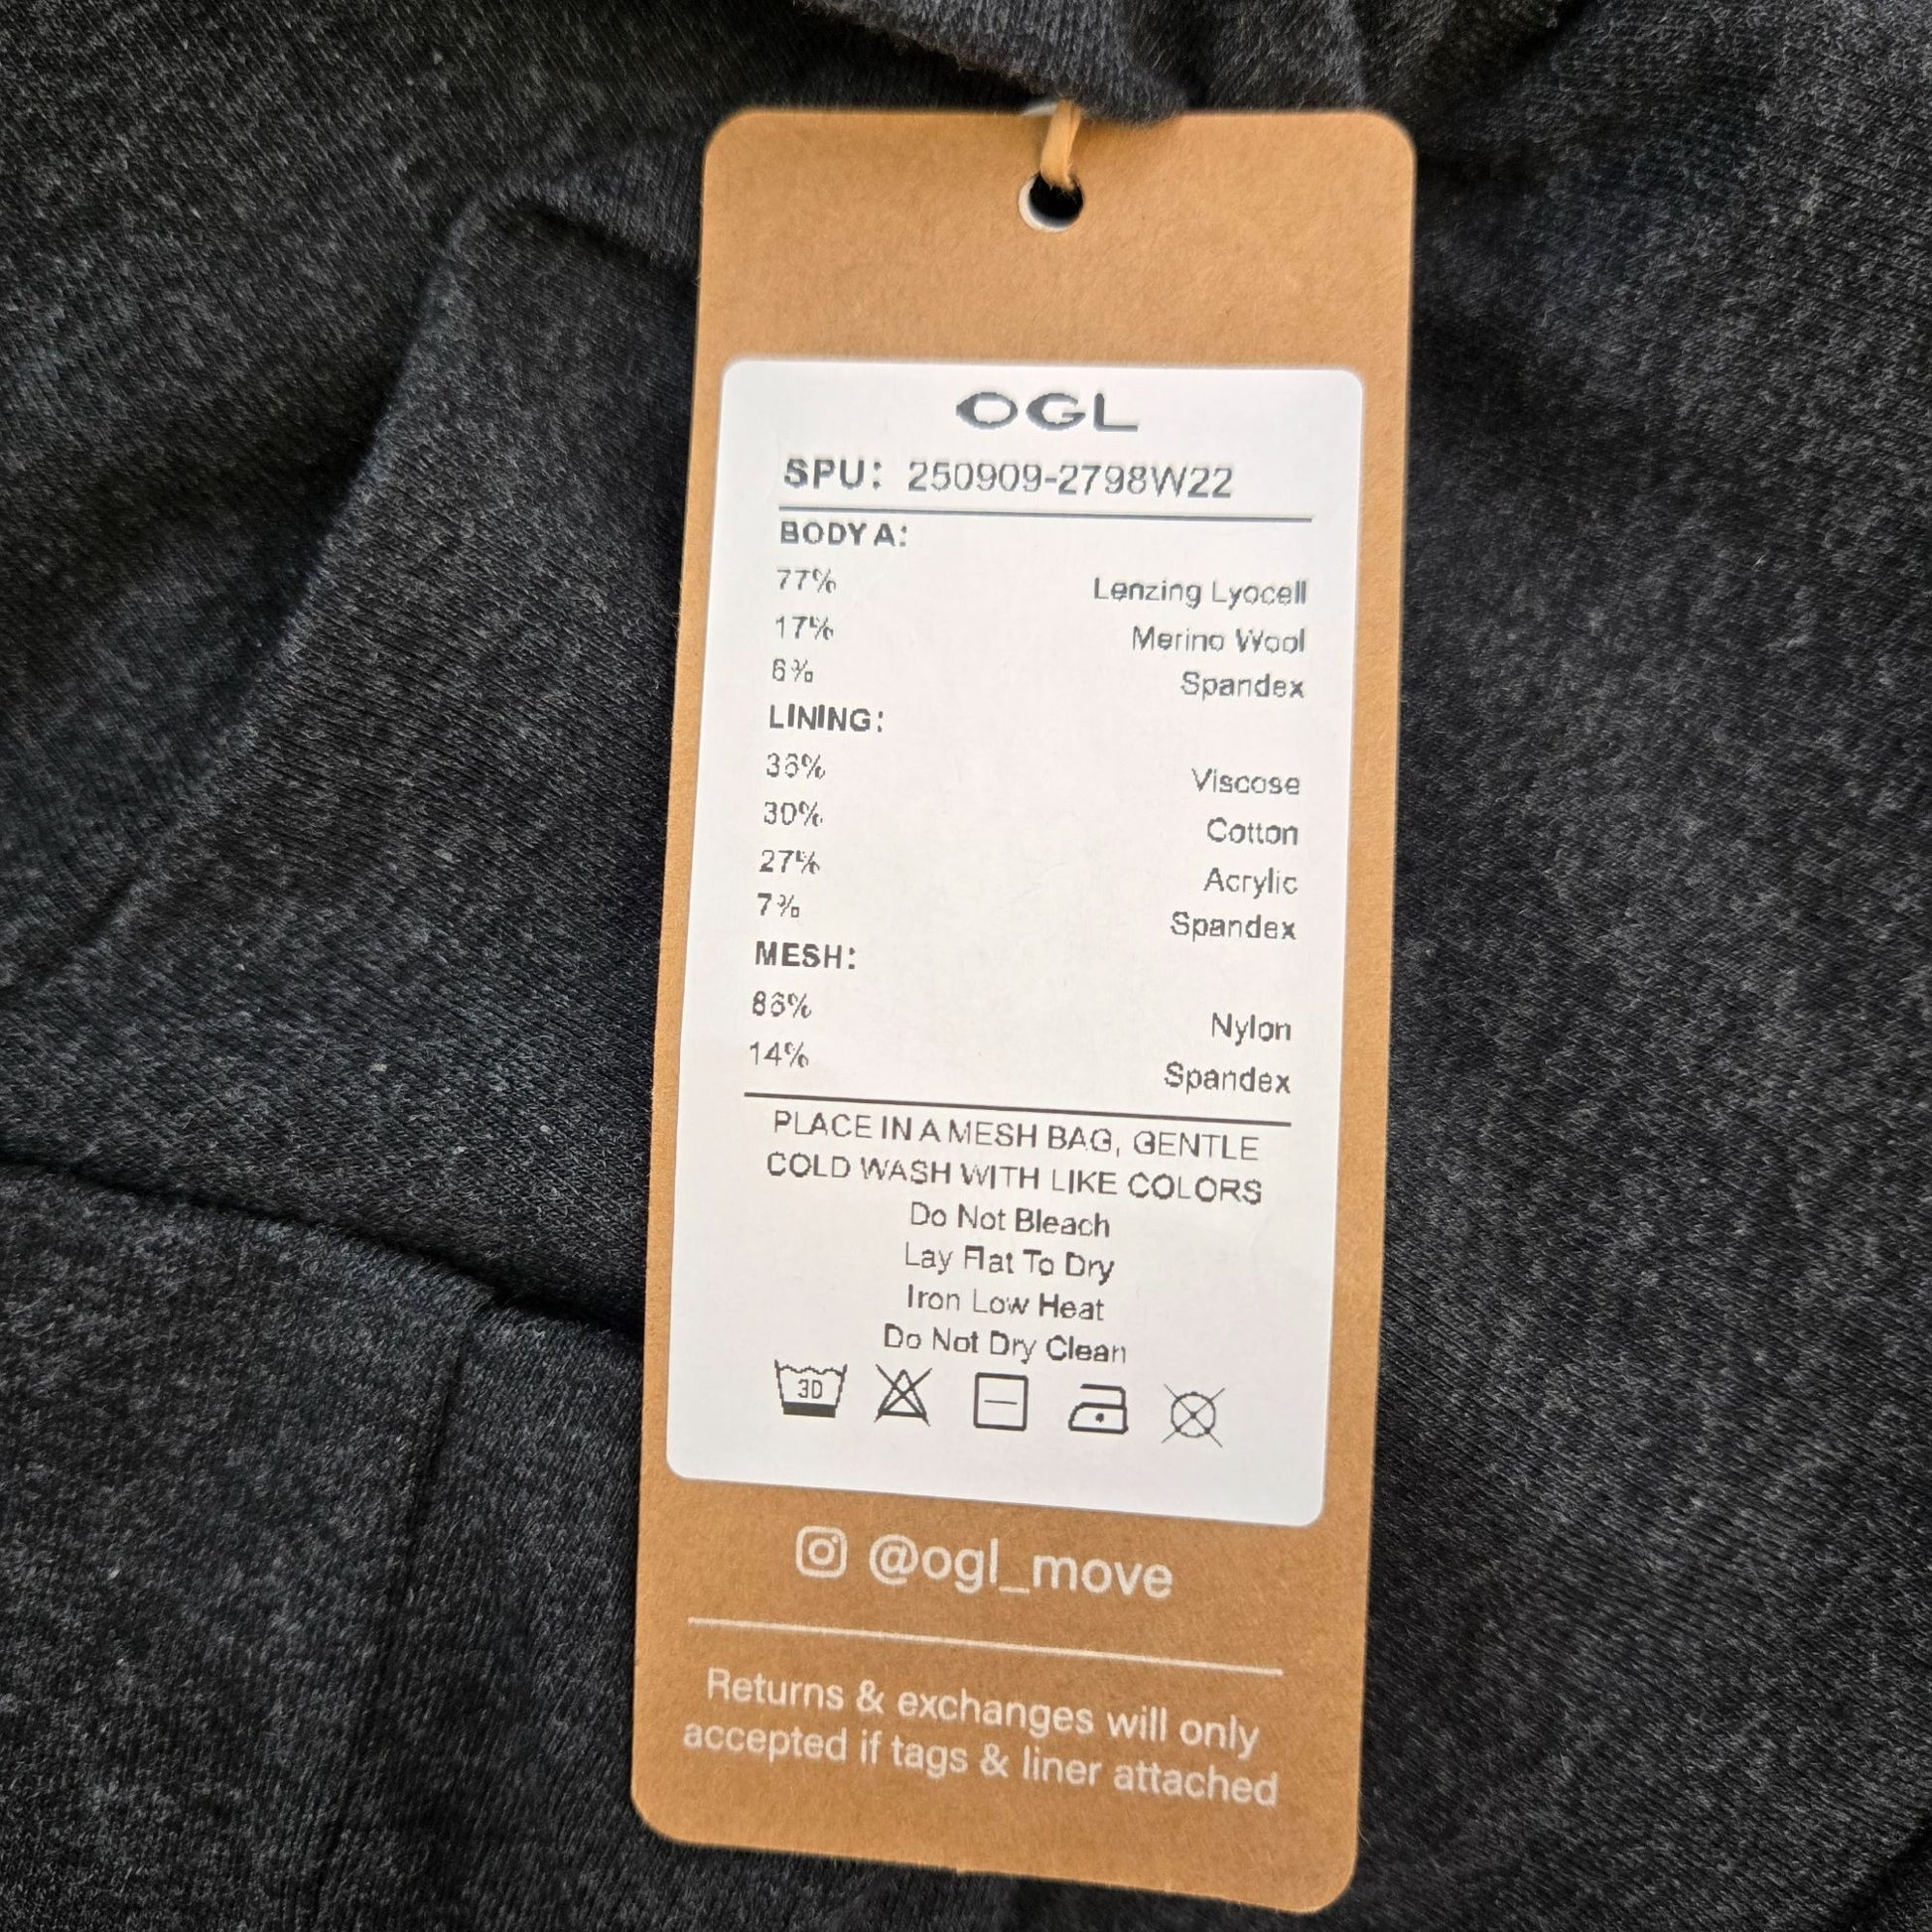 OGL
SPU: 250909-2798W22
BODY A:
77% Lenzing Lyocell
17% Merino Wool
6% Spandex
LINING:
36% Viscose
30% Cotton
27% Acrylic
7% Spandex
MESH:
86% Nylon
14% Spandex
PLACE IN A MESH BAG, GENTLE
COLD WASH WITH LIKE COLORS
Do Not Bleach
Lay Flat To Dry
Iron Low Heat
Do Not Dry Clean
30
@ogl_move
Returns & exchanges will only
accepted if tags & liner attached